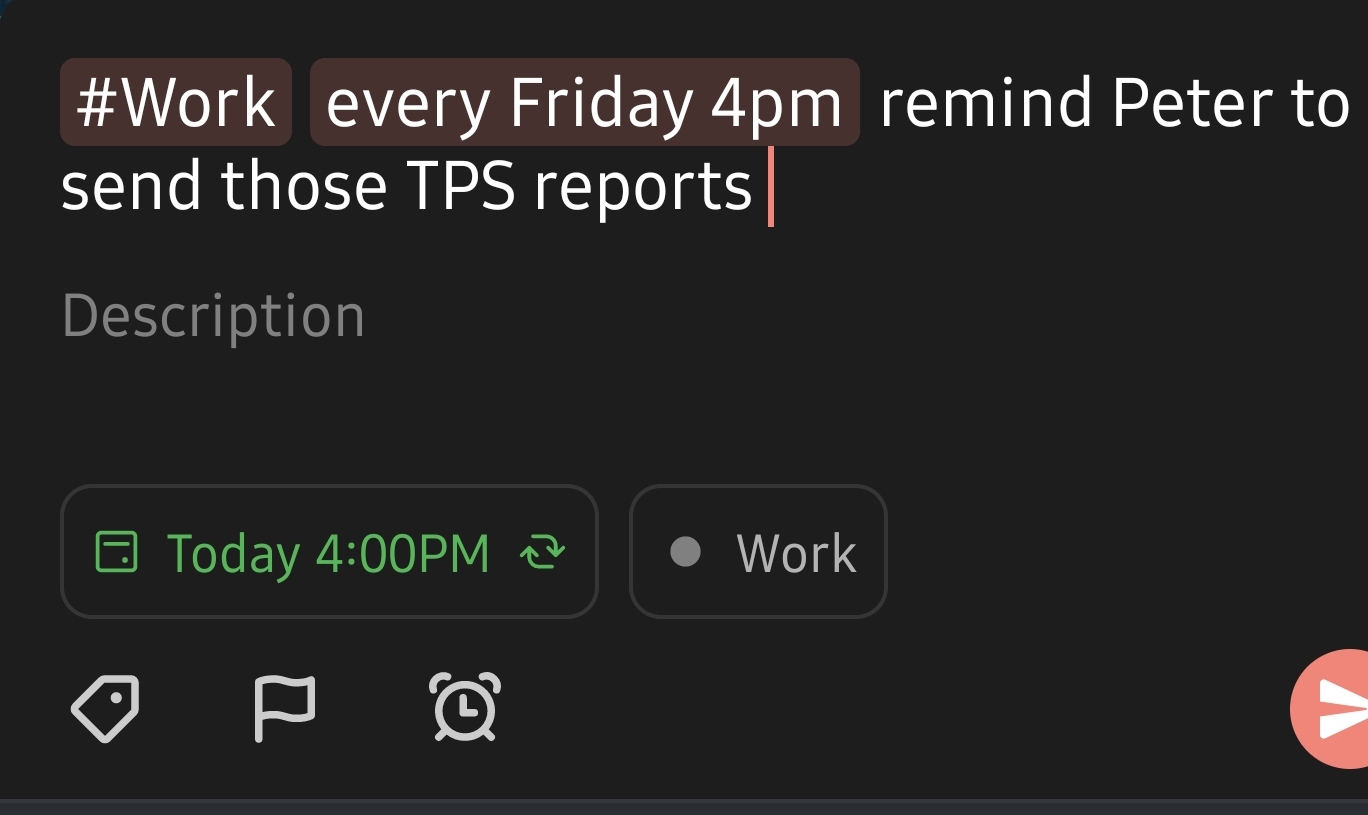 #Work every Friday 4pm remind Peter to
send those TPS reports
Description
Today 4:00PM
Work